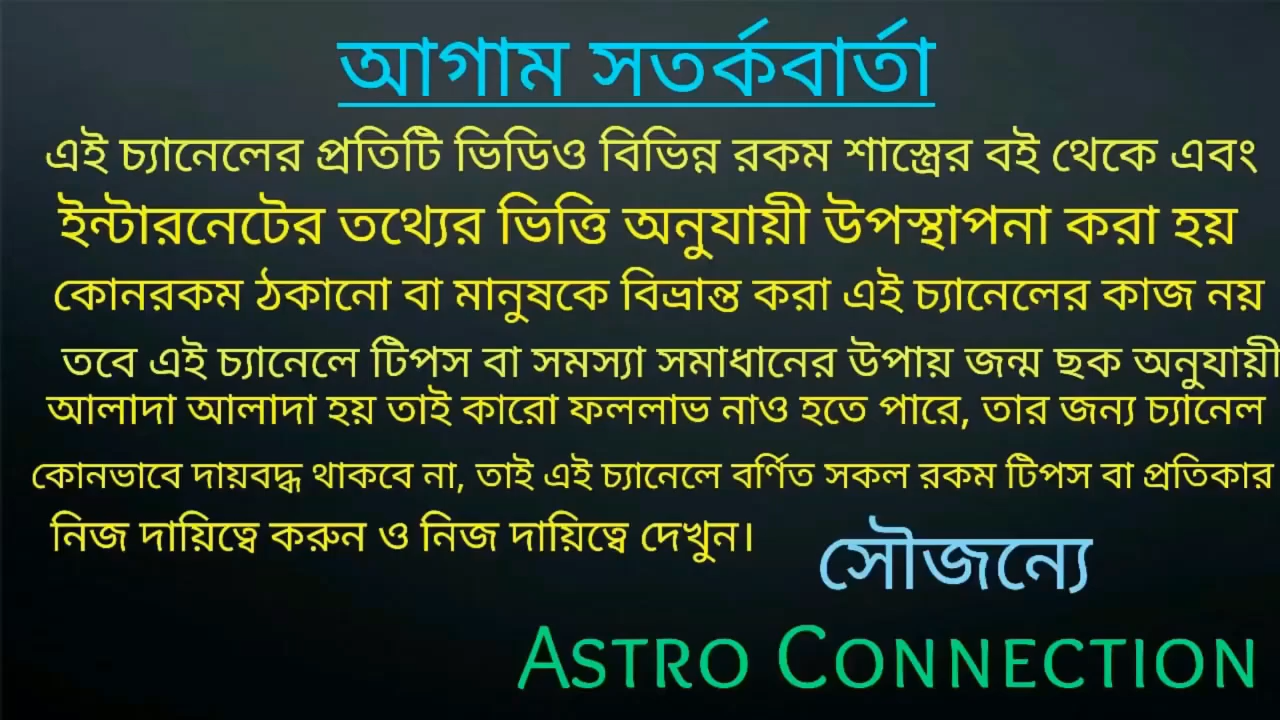 আগাম সতর্কবার্তা
এই চ্যানেলের প্রতিটি ভিডিও বিভিন্ন রকম শাস্ত্রের বই থেকে এবং
ইন্টারনেটের তথ্যের ভিত্তি অনুযায়ী উপস্থাপনা করা হয়
কোনরকম ঠকানো বা মানুষকে বিভ্রান্ত করা এই চ্যানেলের কাজ নয়
তবে এই চ্যানেলে টিপস বা সমস্যা সমাধানের উপায় জন্ম ছক অনুযায়ী
আলাদা আলাদা হয় তাই কারো ফললাভ নাও হতে পারে, তার জন্য চ্যানেল
কোনভাবে দায়বদ্ধ থাকবে না, তাই এই চ্যানেলে বর্ণিত সকল রকম টিপস বা প্রতিকার
নিজ দায়িত্বে করুন ও নিজ দায়িত্বে দেখুন।
সৌজন্যে
ASTRO CONNECTION